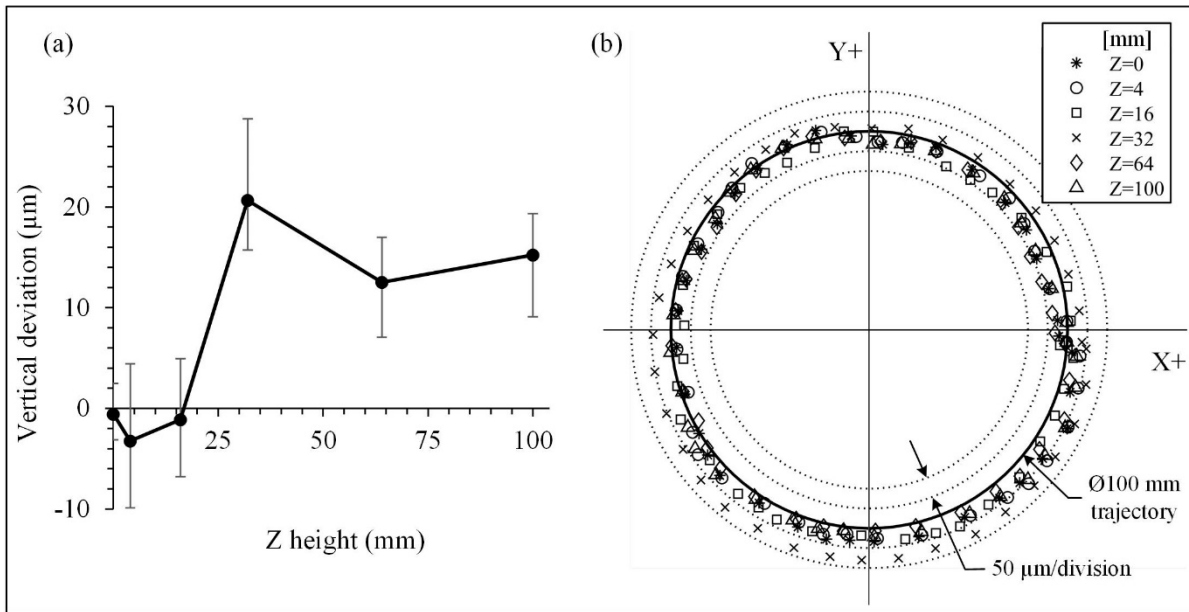 (a)
Vertical deviation (µm)
30
20
10
0
-10
25
50
75
100
Z height (mm)
(b)
Y+
X+
[mm]
Z=0
Z=4
Z=16
Z=32
Z=64
Z=100
Ø100 mm
trajectory
50 µm/division